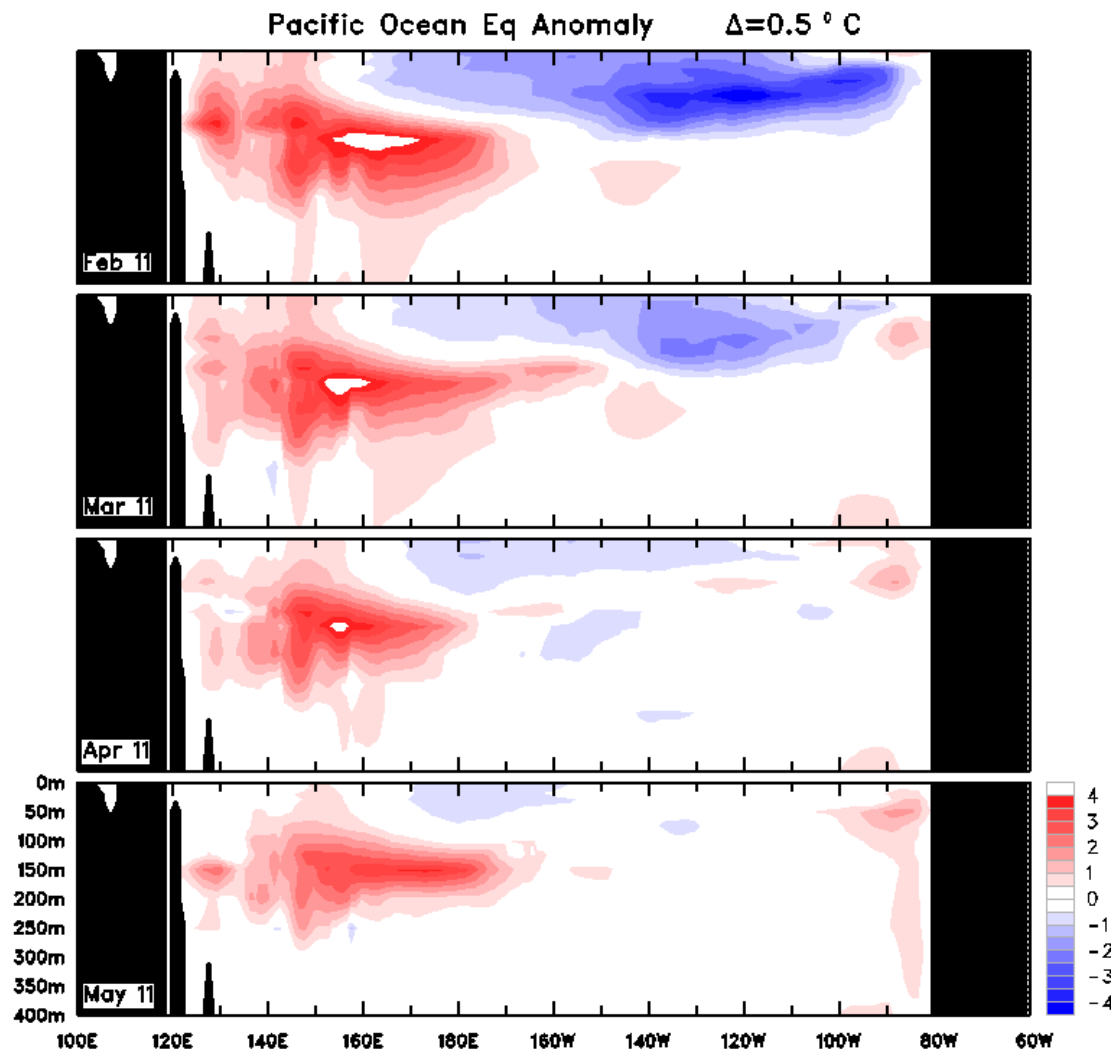 Pacific Ocean Eq Anomaly Δ=0.5 ° C
Feb 11
Mar 11
Apr 11
May 11
0m
50m
100m
150m
200m
250m
300m
350m
400m
100E 120E 140E 160E 180 160W 140W 120W 100W 80W 60W
4
3
2
1
0
-1
-2
-3
-4